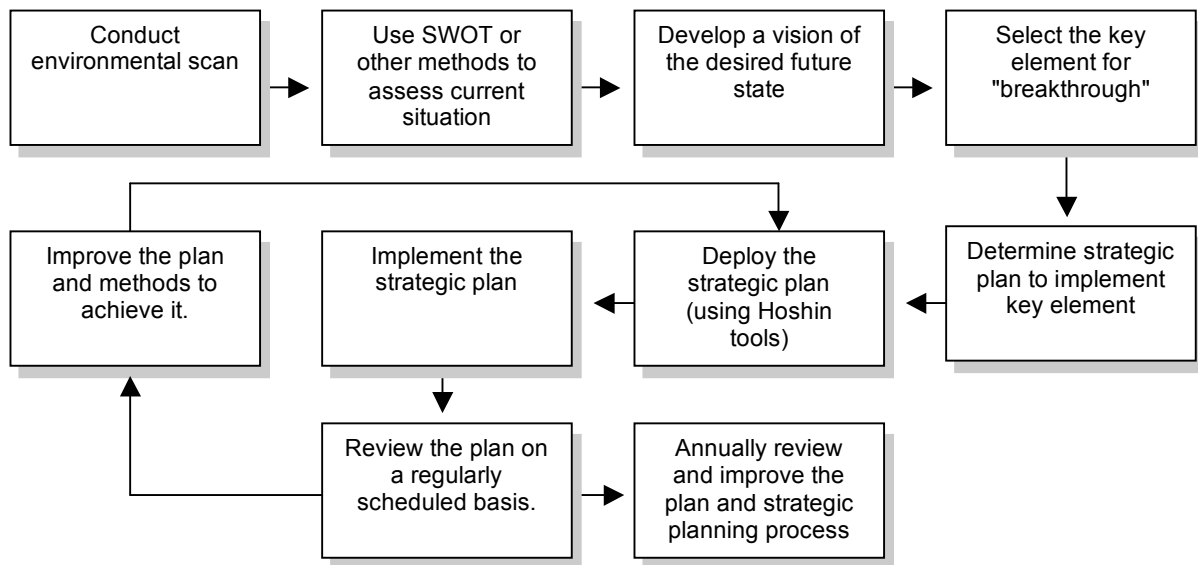 Conduct
environmental scan
Use SWOT or
other methods to
assess current
situation
Develop a vision of
the desired future
state
Select the key
element for
"breakthrough"
Improve the plan
and methods to
achieve it.
Implement the
strategic plan
Deploy the
strategic plan
(using Hoshin
tools)
Determine strategic
plan to implement
key element
Review the plan on
a regularly
scheduled basis.
Annually review
and improve the
plan and strategic
planning process